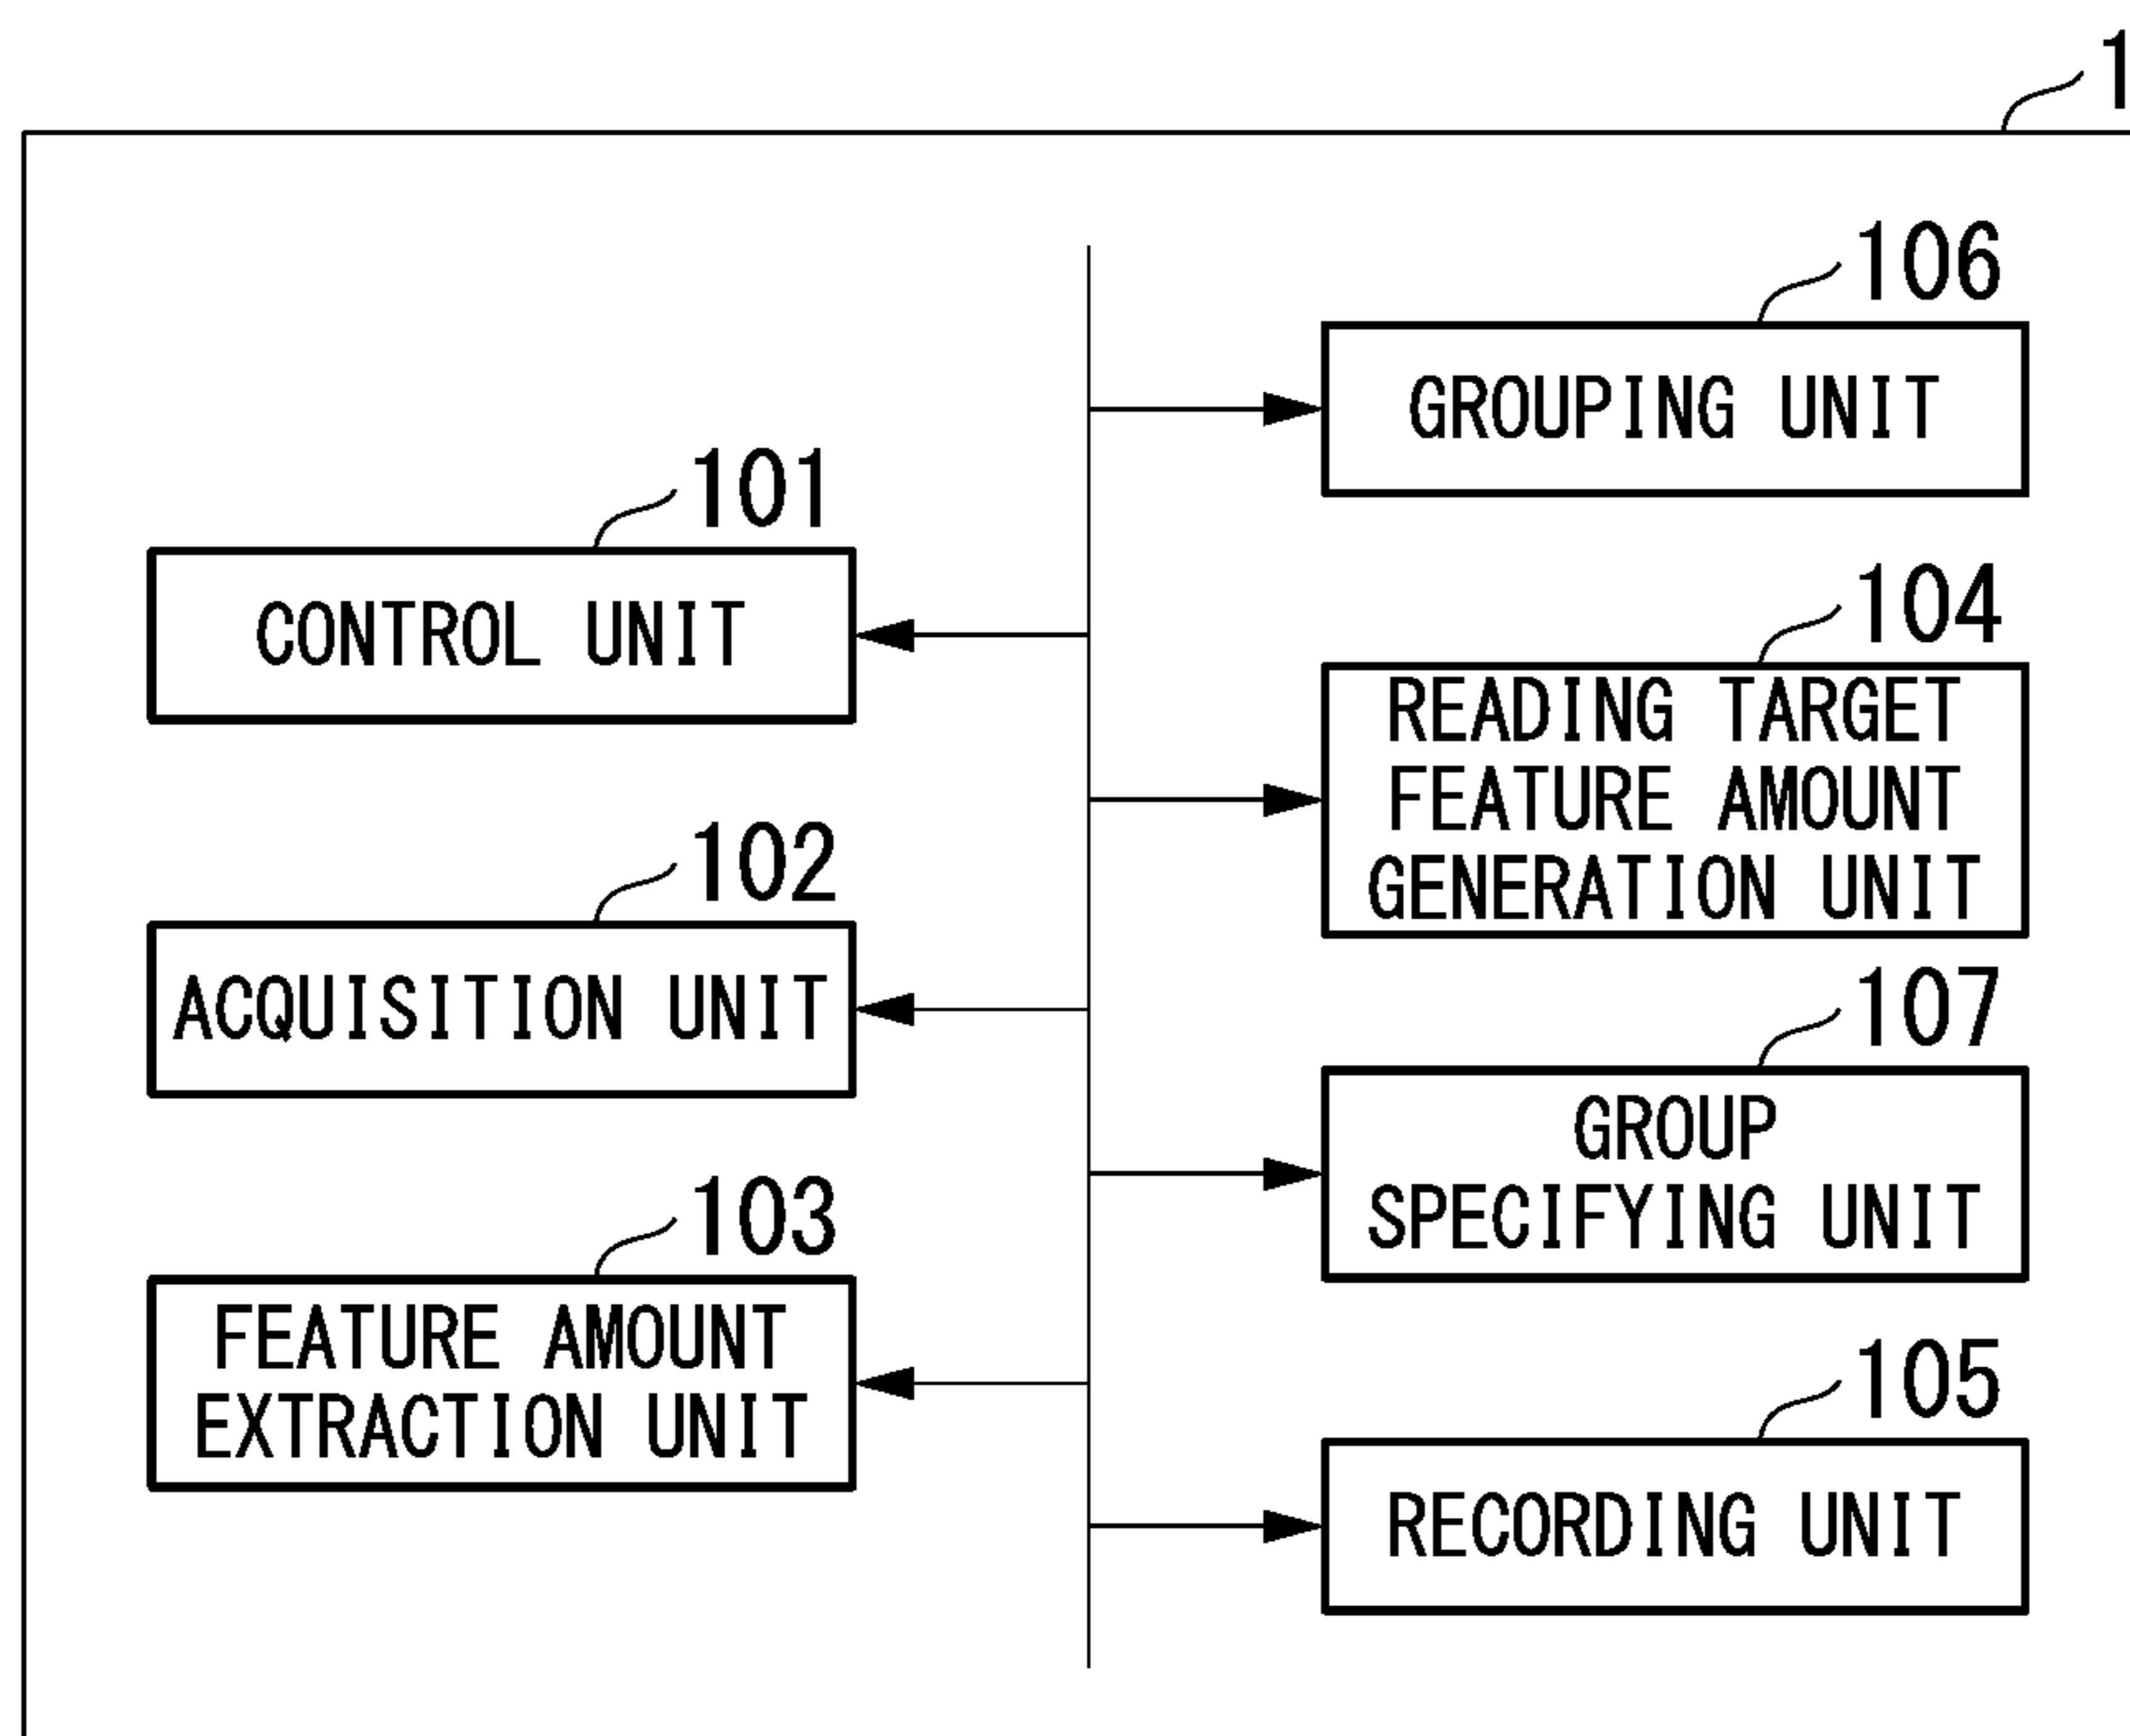 1
106
GROUPING UNIT
101
CONTROL UNIT
104
READING TARGET
FEATURE AMOUNT
GENERATION UNIT
102
ACQUISITION UNIT
107
GROUP
SPECIFYING UNIT
103
FEATURE AMOUNT
EXTRACTION UNIT
105
RECORDING UNIT